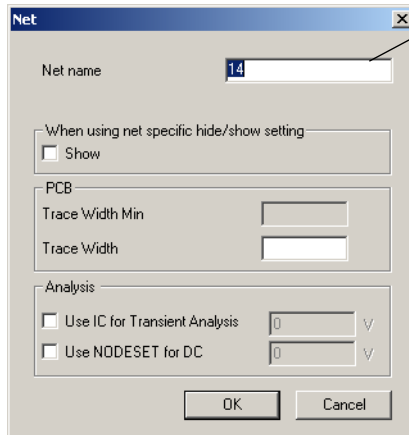 Net
Net name 14
When using net specific hide/show setting
Show
PCB
Trace Width Min
Trace Width
Analysis
Use IC for Transient Analysis 0 V
Use NODESET for DC 0 V
OK Cancel